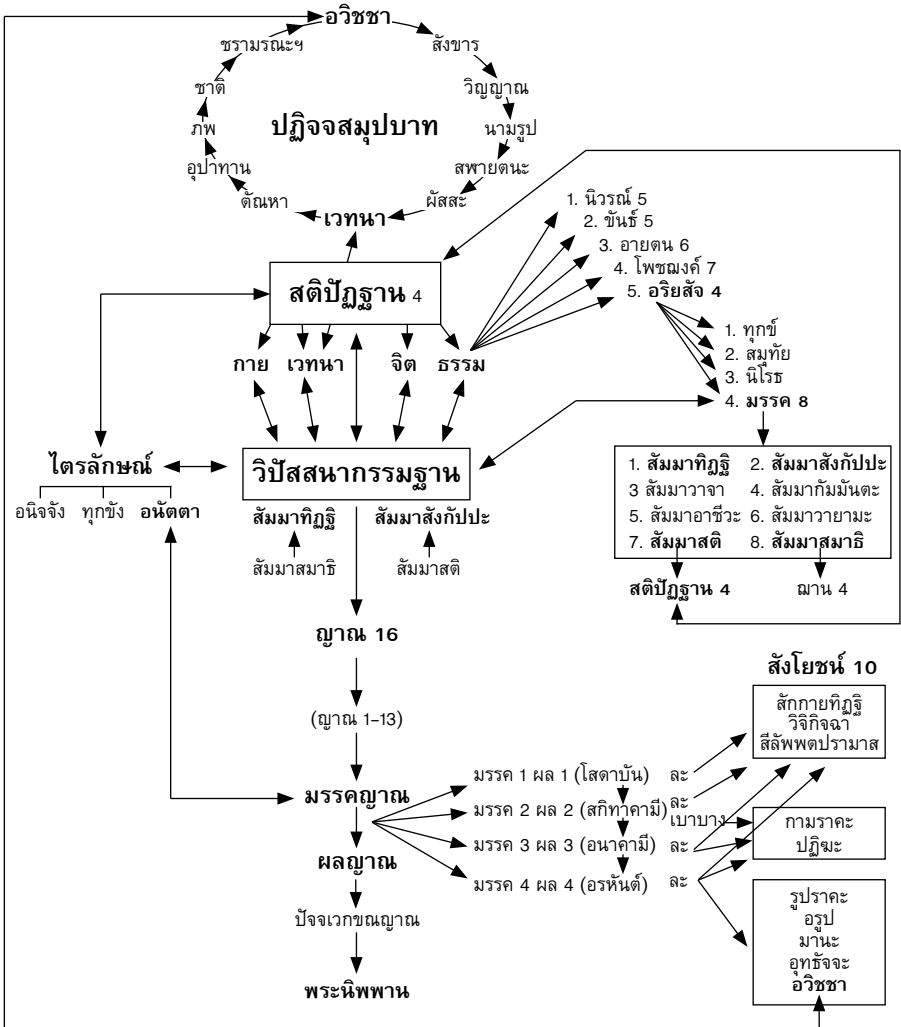 อวิชชา
ชรามรณะฯ
สังขาร
ชาติ
วิญญาณ
ปฏิจจสมุปบาท
ภพ
นามรูป
อุปาทาน
สฬายตนะ
ตัณหา
ผัสสะ
เวทนา
1. นิวรณ์ 5
2. ขันธ์ 5
3. อายตน 6
4. โพชฌงค์ 7
5. อริยสัจ 4
สติปัฏฐาน 4
1. ทุกข์
2. สมุทัย
3. นิโรธ
4. มรรค 8
กาย เวทนา จิต ธรรม
ไตรลักษณ์
วิปัสสนากรรมฐาน
1. สัมมาทิฏฐิ 2. สัมมาสังกัปปะ
3 สัมมาวาจา 4. สัมมากัมมันตะ
5. สัมมาอาชีวะ 6. สัมมาวายามะ
7. สัมมาสติ 8. สัมมาสมาธิ
อนิจจัง ทุกขัง อนัตตา
สัมมาทิฏฐิ สัมมาสังกัปปะ
สัมมาสมาธิ สัมมาสติ
สติปัฏฐาน 4 ฌาน 4
ญาณ 16
สังโยชน์ 10
สักกายทิฏฐิ
วิจิกิจฉา
สีลัพพตปรามาส
(ญาณ 1-13)
มรรค 1 ผล 1 (โสดาบัน) ละ
มรรคญาณ
มรรค 2 ผล 2 (สกิทาคามี) ละ
เบาบาง
กามราคะ
ปฏิฆะ
มรรค 3 ผล 3 (อนาคามี) ละ
ผลญาณ
มรรค 4 ผล 4 (อรหันต์) ละ
รูปราคะ
อรูป
มานะ
อุทธัจจะ
อวิชชา
ปัจจเวกขณญาณ
พระนิพพาน